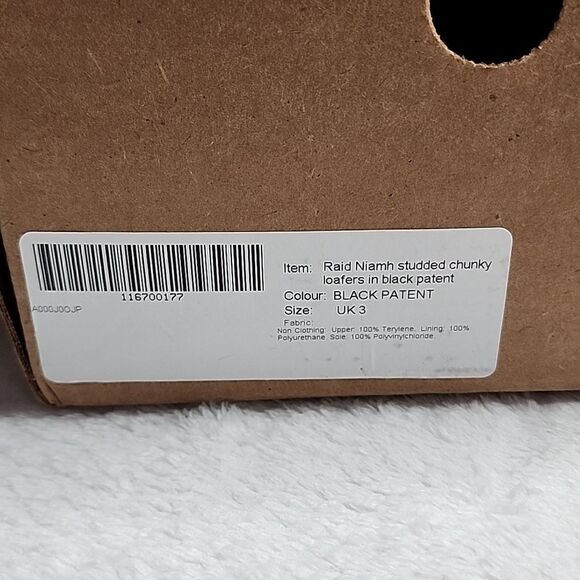 116700177
Item: Raid Niamh studded chunky
loafers in black patent
Colour: BLACK PATENT
Size: UK 3
Fabric:
Non Clothing: Upper: 100% Terylene. Lining: 100%
Polyurethane. Sole: 100% Polyvinylchloride.